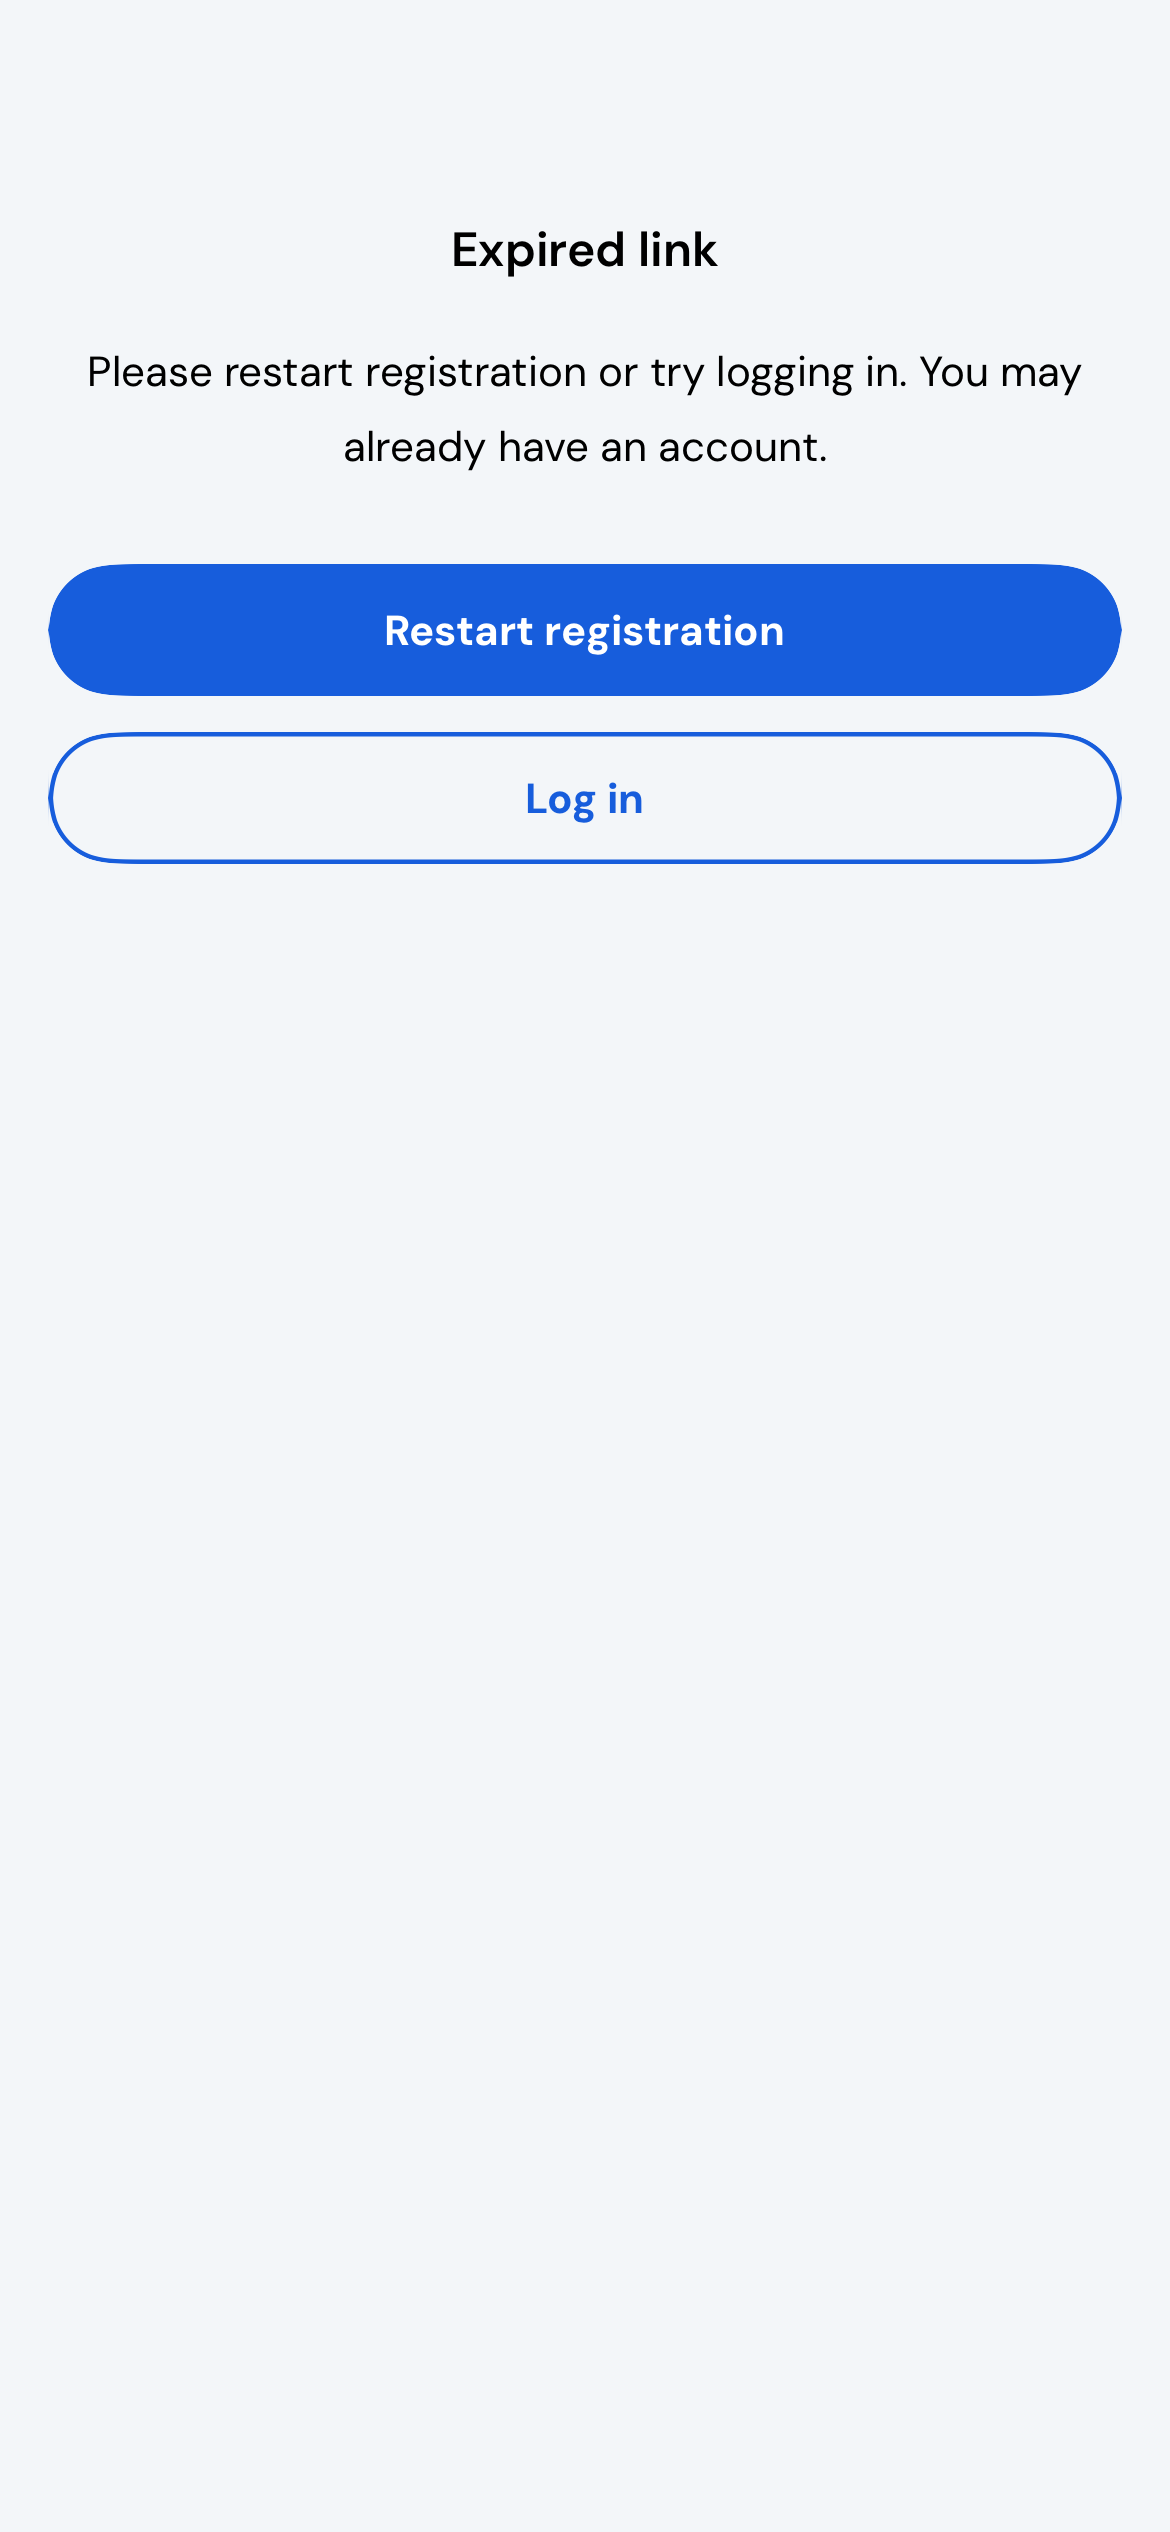 Expired link
Please restart registration or try logging in. You may
already have an account.
Restart registration
Log in